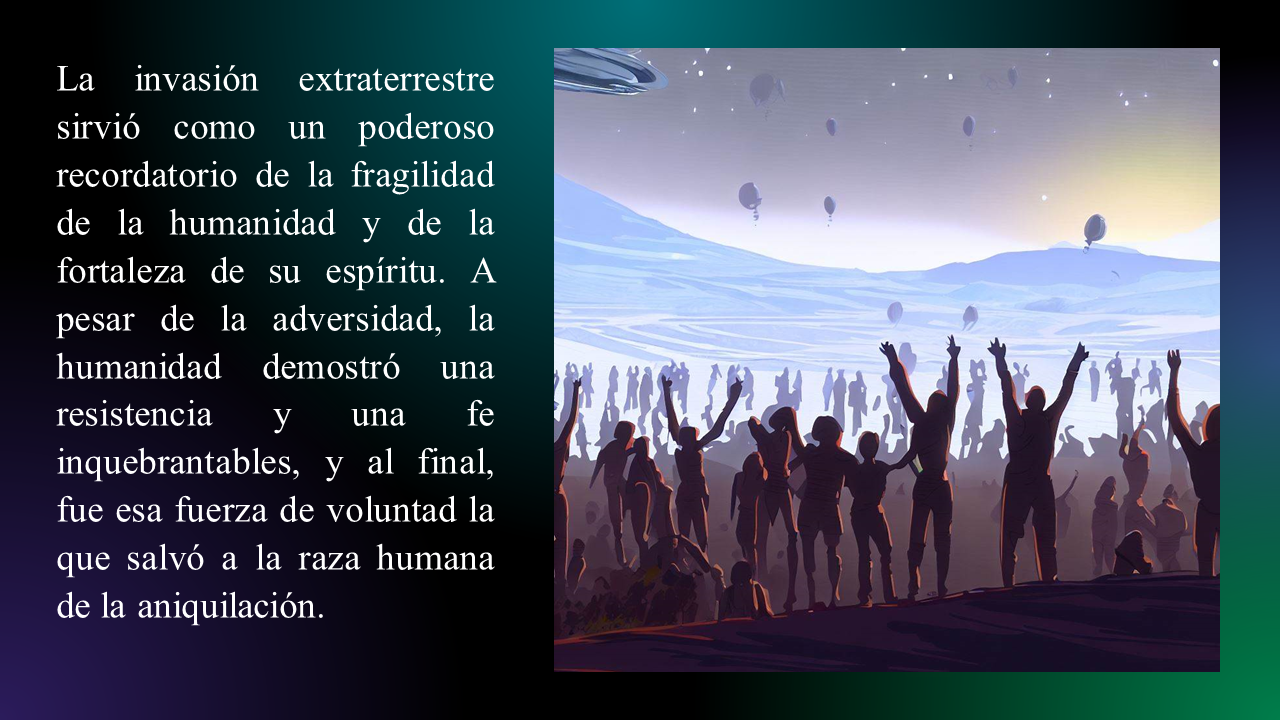 La invasión extraterrestre
sirvió como un poderoso
recordatorio de la fragilidad
de la humanidad y de la
fortaleza de su espíritu. A
pesar de la adversidad, la
humanidad demostró una
resistencia y una fe
inquebrantables, y al final,
fue esa fuerza de voluntad la
que salvó a la raza humana
de la aniquilación.